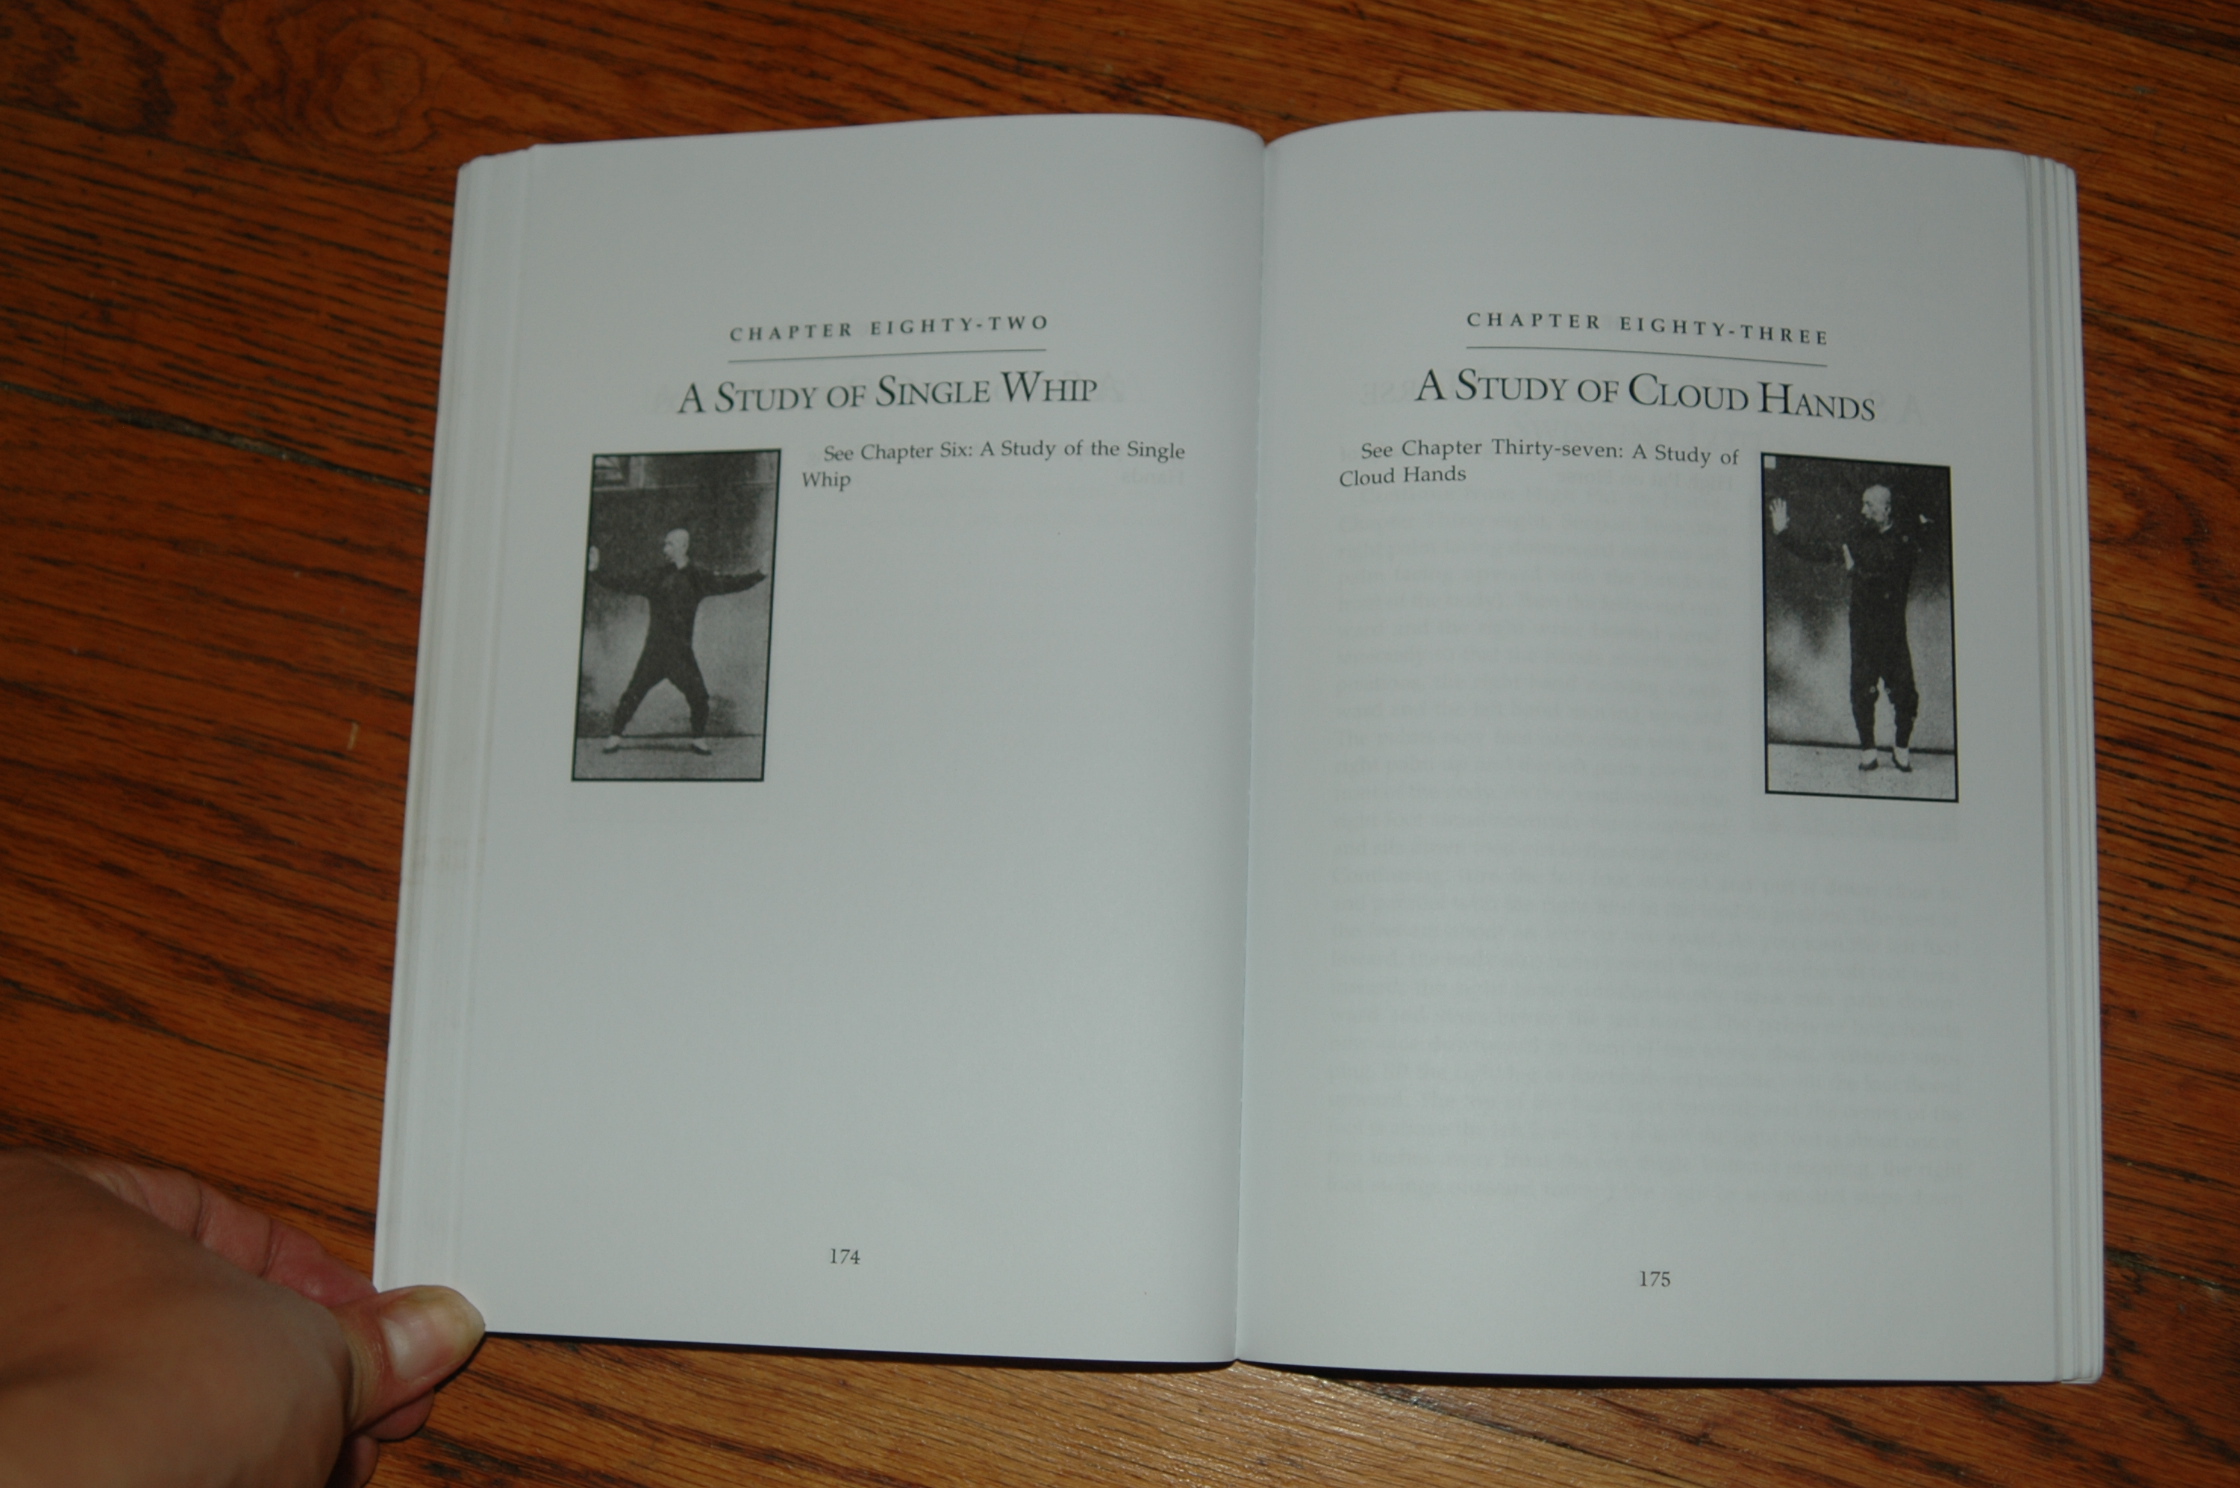 CHAPTER EIGHTY-TWO
A STUDY OF SINGLE WHIP
See Chapter Six: A Study of the Single
Whip
174
CHAPTER EIGHTY-THREE
A STUDY OF CLOUD HANDS
See Chapter Thirty-seven: A Study of
Cloud Hands
175